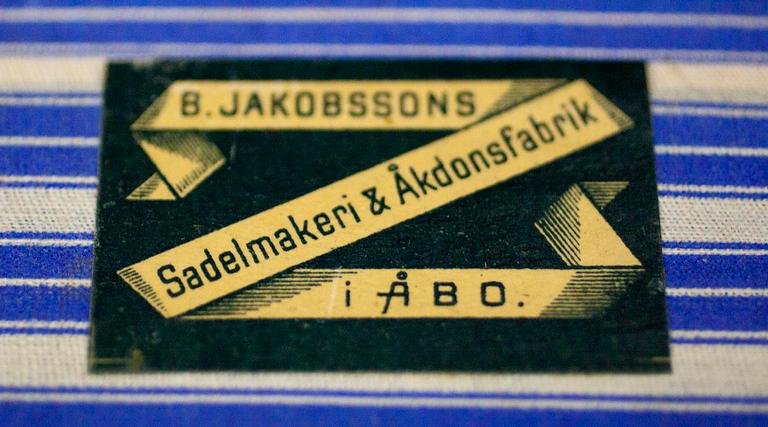 B. JAKOBSSONS
Sadelmakeri & Åkdonsfabrik
i ÅBO.